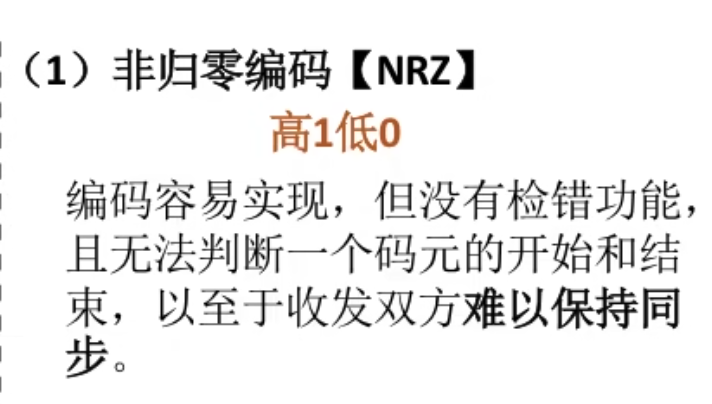 （1）非归零编码【NRZ】
高1低0
编码容易实现，但没有检错功能，
且无法判断一个码元的开始和结
束，以至于收发双方难以保持同
步。